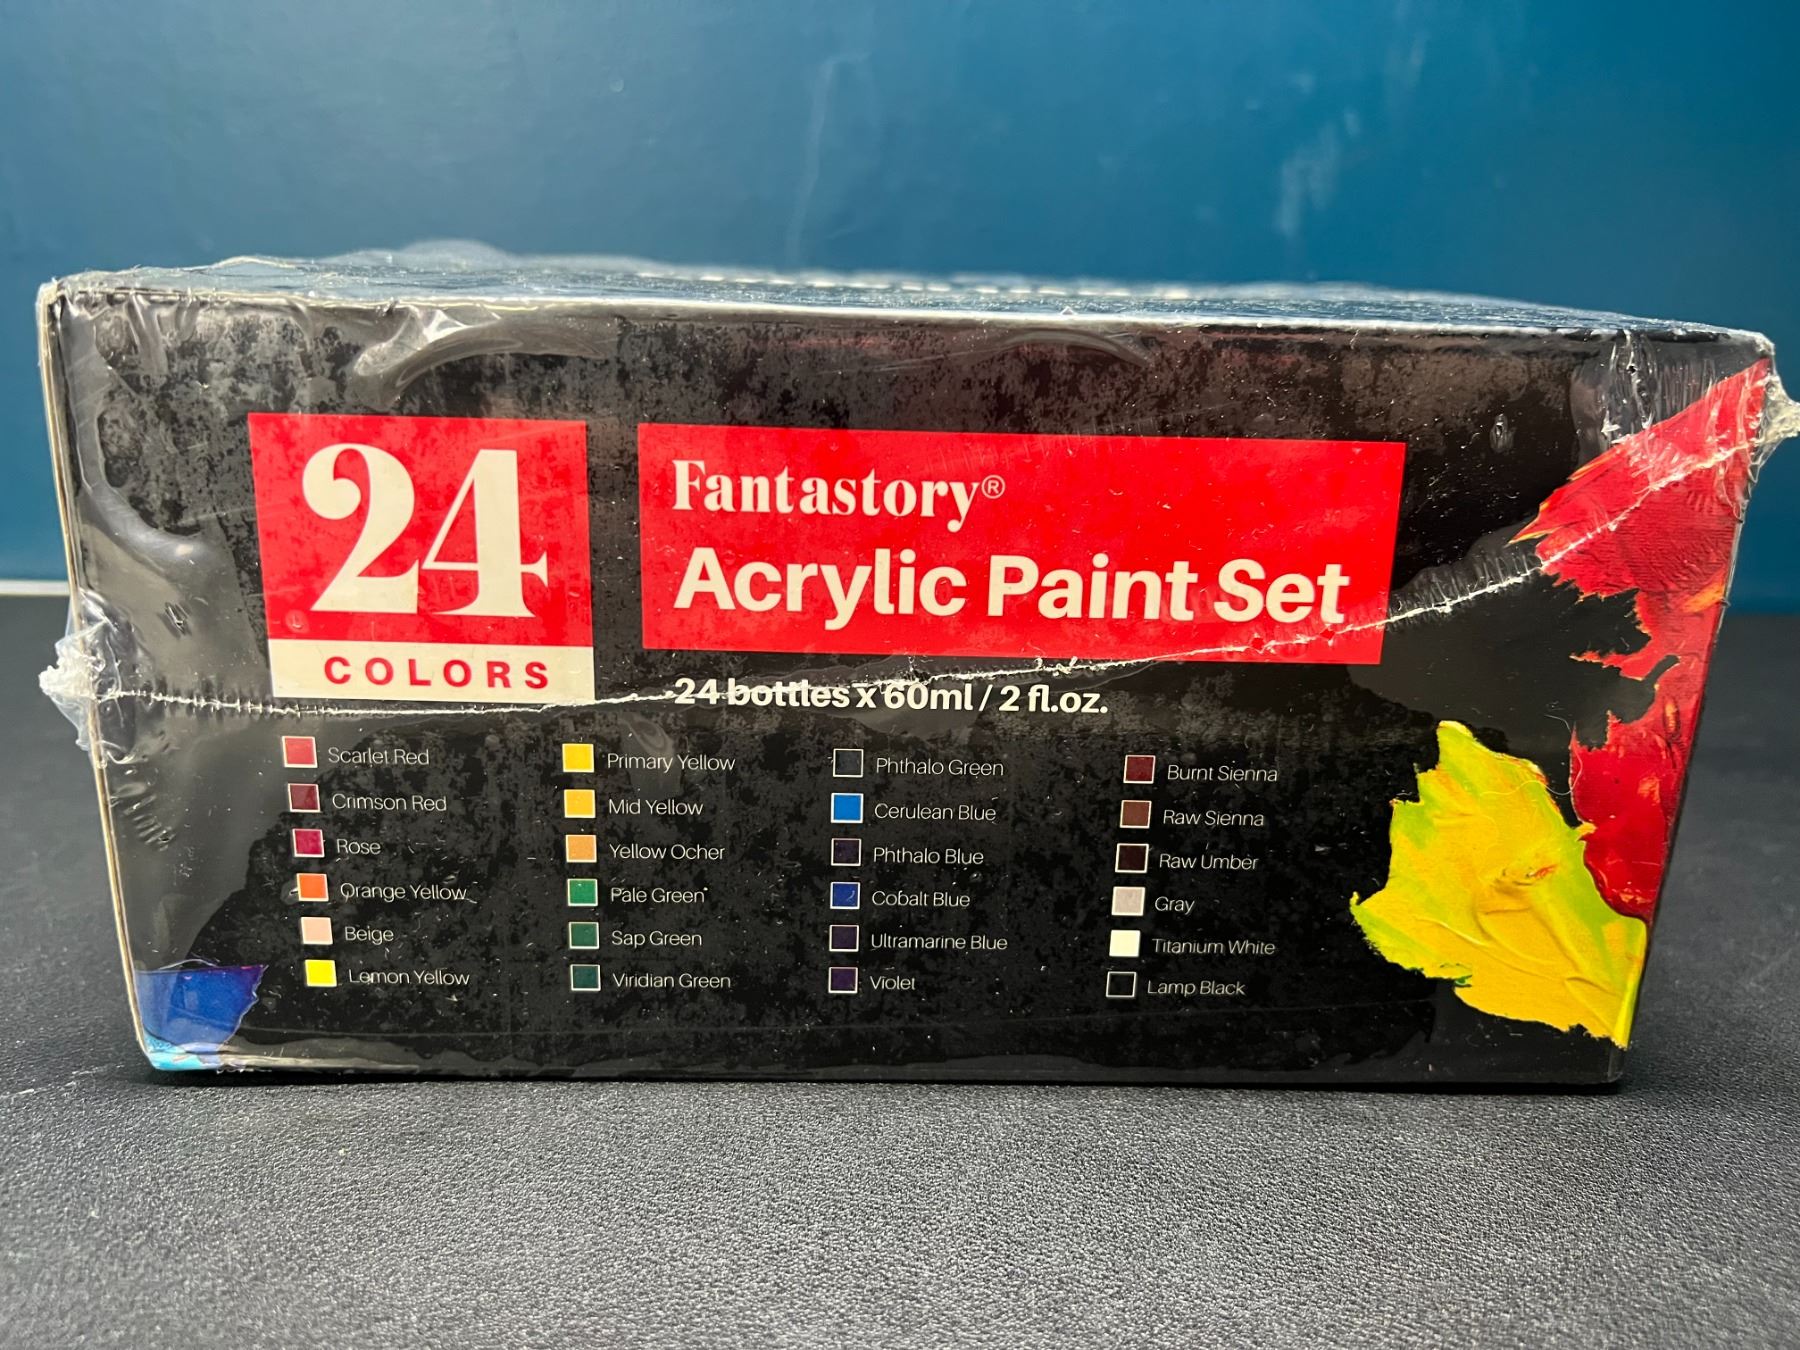 24
COLORS
Fantastory®
Acrylic Paint Set
24 bottles x 60ml / 2 fl.oz.
Scarlet Red
Crimson Red
Rose
Orange Yellow
Beige
Lemon Yellow
Primary Yellow
Mid Yellow
Yellow Ocher
Pale Green
Sap Green
Viridian Green
Phthalo Green
Cerulean Blue
Phthalo Blue
Cobalt Blue
Ultramarine Blue
Violet
Burnt Sienna
Raw Sienna
Raw Umber
Gray
Titanium White
Lamp Black